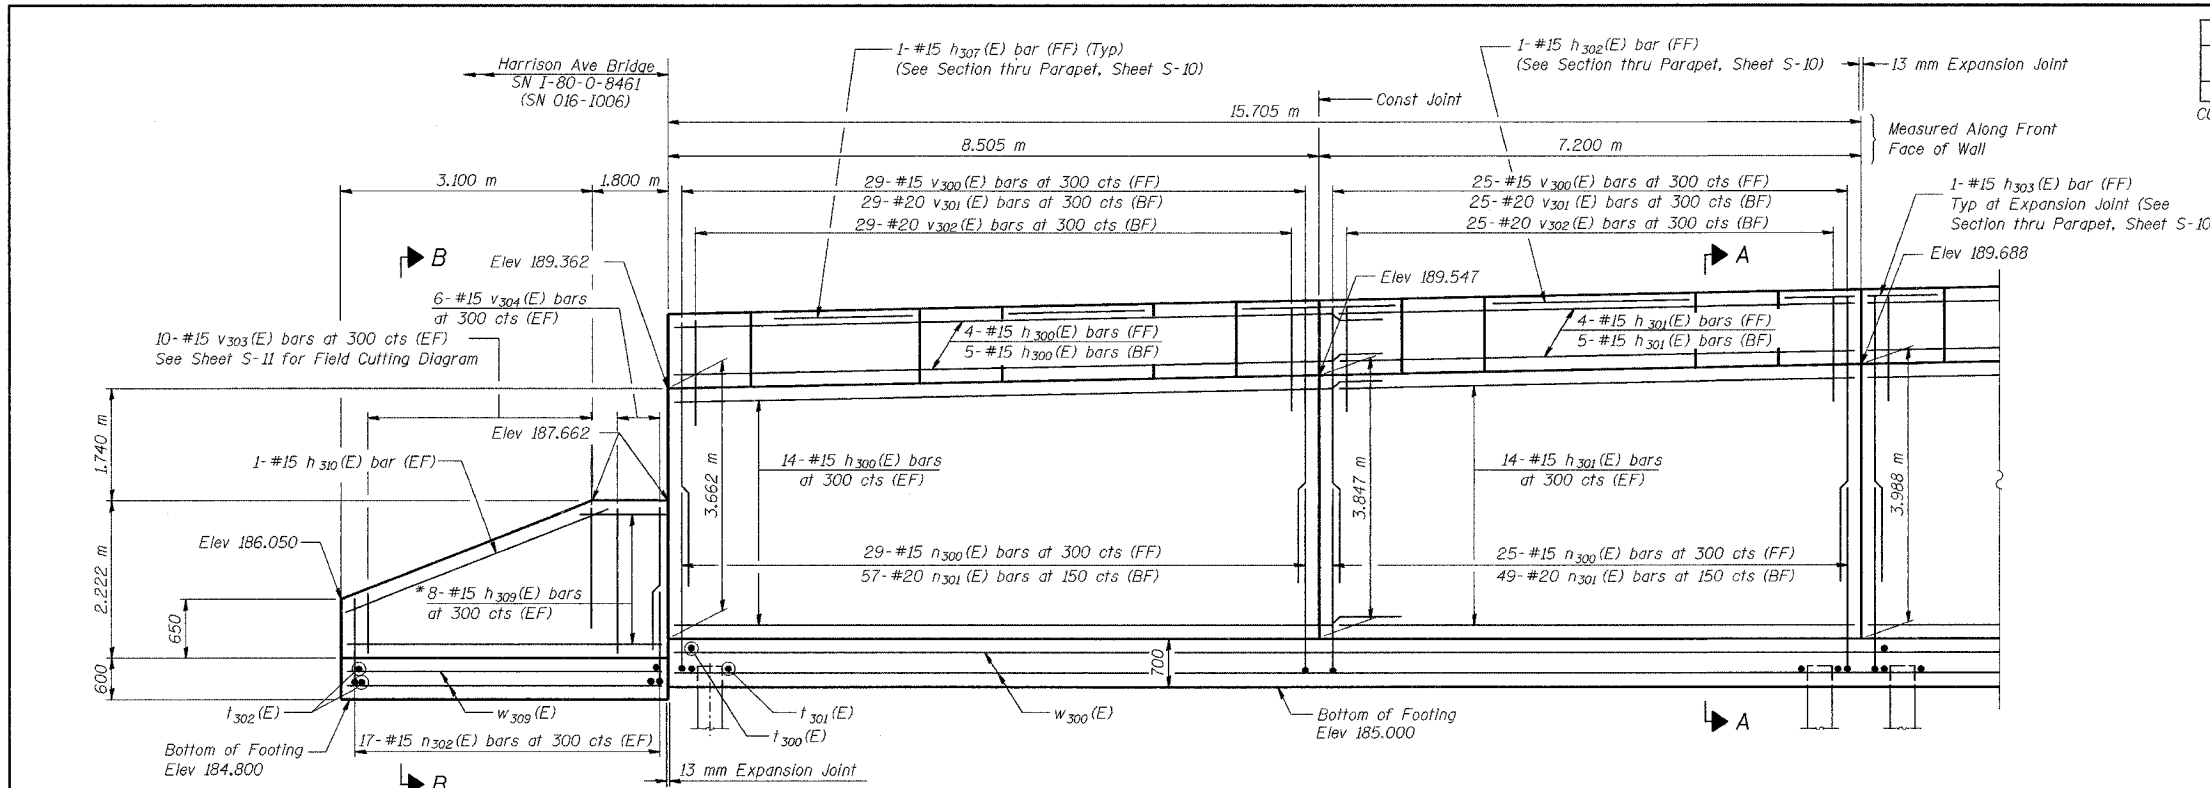 Harrison Ave Bridge
SN I-80-0-8461
(SN 016-I006)
1- #15 h307(E) bar (FF) (Typ)
(See Section thru Parapet, Sheet S-10)
1- #15 h302(E) bar (FF)
(See Section thru Parapet, Sheet S-10)
13 mm Expansion Joint
Const Joint
15.705 m
Measured Along Front
Face of Wall
8.505 m
7.200 m
3.100 m
1.800 m
29- #15 v300(E) bars at 300 cts (FF)
29- #20 v301(E) bars at 300 cts (BF)
29- #20 v302(E) bars at 300 cts (BF)
25- #15 v300(E) bars at 300 cts (FF)
25- #20 v301(E) bars at 300 cts (BF)
25- #20 v302(E) bars at 300 cts (BF)
1- #15 h303(E) bar (FF)
Typ at Expansion Joint (See
Section thru Parapet, Sheet S-10
B
A
Elev 189.362
Elev 189.547
Elev 189.688
6- #15 v304(E) bars
at 300 cts (EF)
10- #15 v303(E) bars at 300 cts (EF)
See Sheet S-11 for Field Cutting Diagram
4- #15 h300(E) bars (FF)
5- #15 h300(E) bars (BF)
4- #15 h301(E) bars (FF)
5- #15 h301(E) bars (BF)
1.740 m
Elev 187.662
1- #15 h310(E) bar (EF)
14- #15 h300(E) bars
at 300 cts (EF)
3.662 m
3.847 m
14- #15 h301(E) bars
at 300 cts (EF)
3.988 m
Elev 186.050
2.222 m
650
600
*8- #15 h309(E) bars
at 300 cts (EF)
29- #15 n300(E) bars at 300 cts (FF)
57- #20 n301(E) bars at 150 cts (BF)
25- #15 n300(E) bars at 300 cts (FF)
49- #20 n301(E) bars at 150 cts (BF)
700
t302(E)
w309(E)
t301(E)
t300(E)
w300(E)
Bottom of Footing
Elev 185.000
A
17- #15 n302(E) bars at 300 cts (EF)
Bottom of Footing
Elev 184.800
B
13 mm Expansion Joint